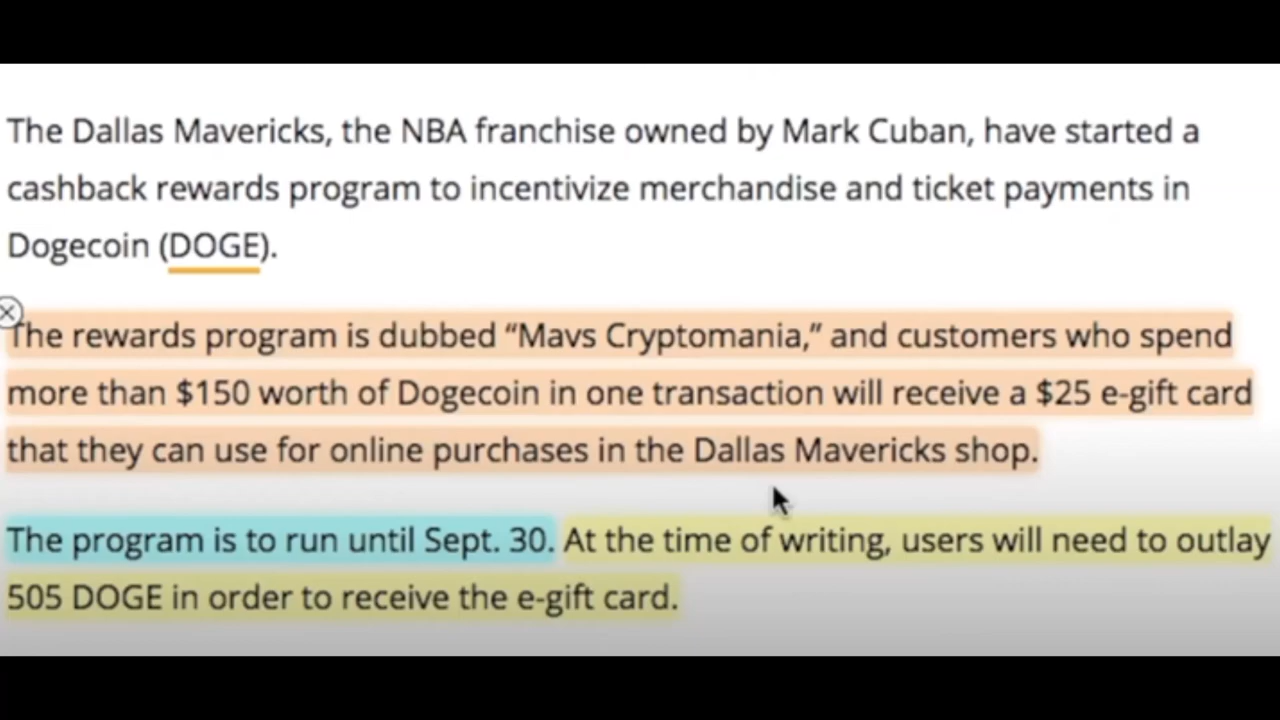 The Dallas Mavericks, the NBA franchise owned by Mark Cuban, have started a
cashback rewards program to incentivize merchandise and ticket payments in
Dogecoin (DOGE).
The rewards program is dubbed “Mavs Cryptomania,” and customers who spend
more than $150 worth of Dogecoin in one transaction will receive a $25 e-gift card
that they can use for online purchases in the Dallas Mavericks shop.
The program is to run until Sept. 30. At the time of writing, users will need to outlay
505 DOGE in order to receive the e-gift card.